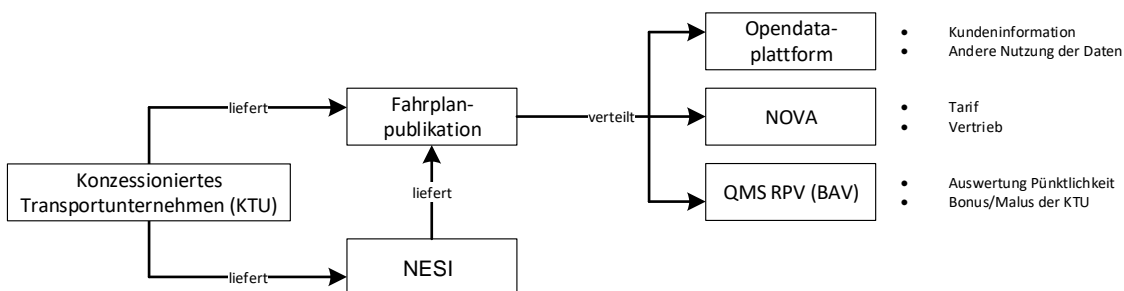 Opendata-
plattform
• Kundeninformation
• Andere Nutzung der Daten
liefert
Fahrplan-
publikation
verteilt
NOVA
• Tarif
• Vertrieb
Konzessioniertes
Transportunternehmen (KTU)
liefert
QMS RPV (BAV)
• Auswertung Pünktlichkeit
• Bonus/Malus der KTU
liefert
NESI